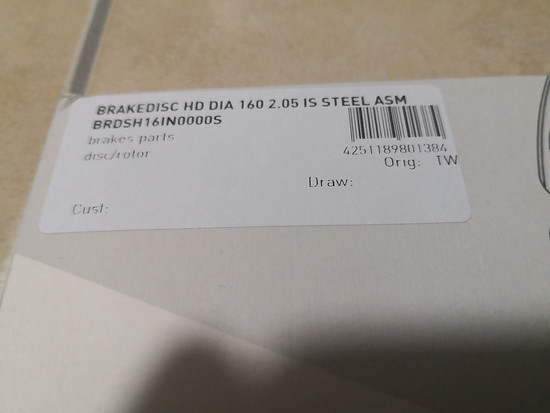 BRAKEDISC HD DIA 160 2.05 IS STEEL ASM
BRDSH16IN0000S
brakes parts
disc/rotor
4251189801384
Orig: TW
Draw:
Cust: